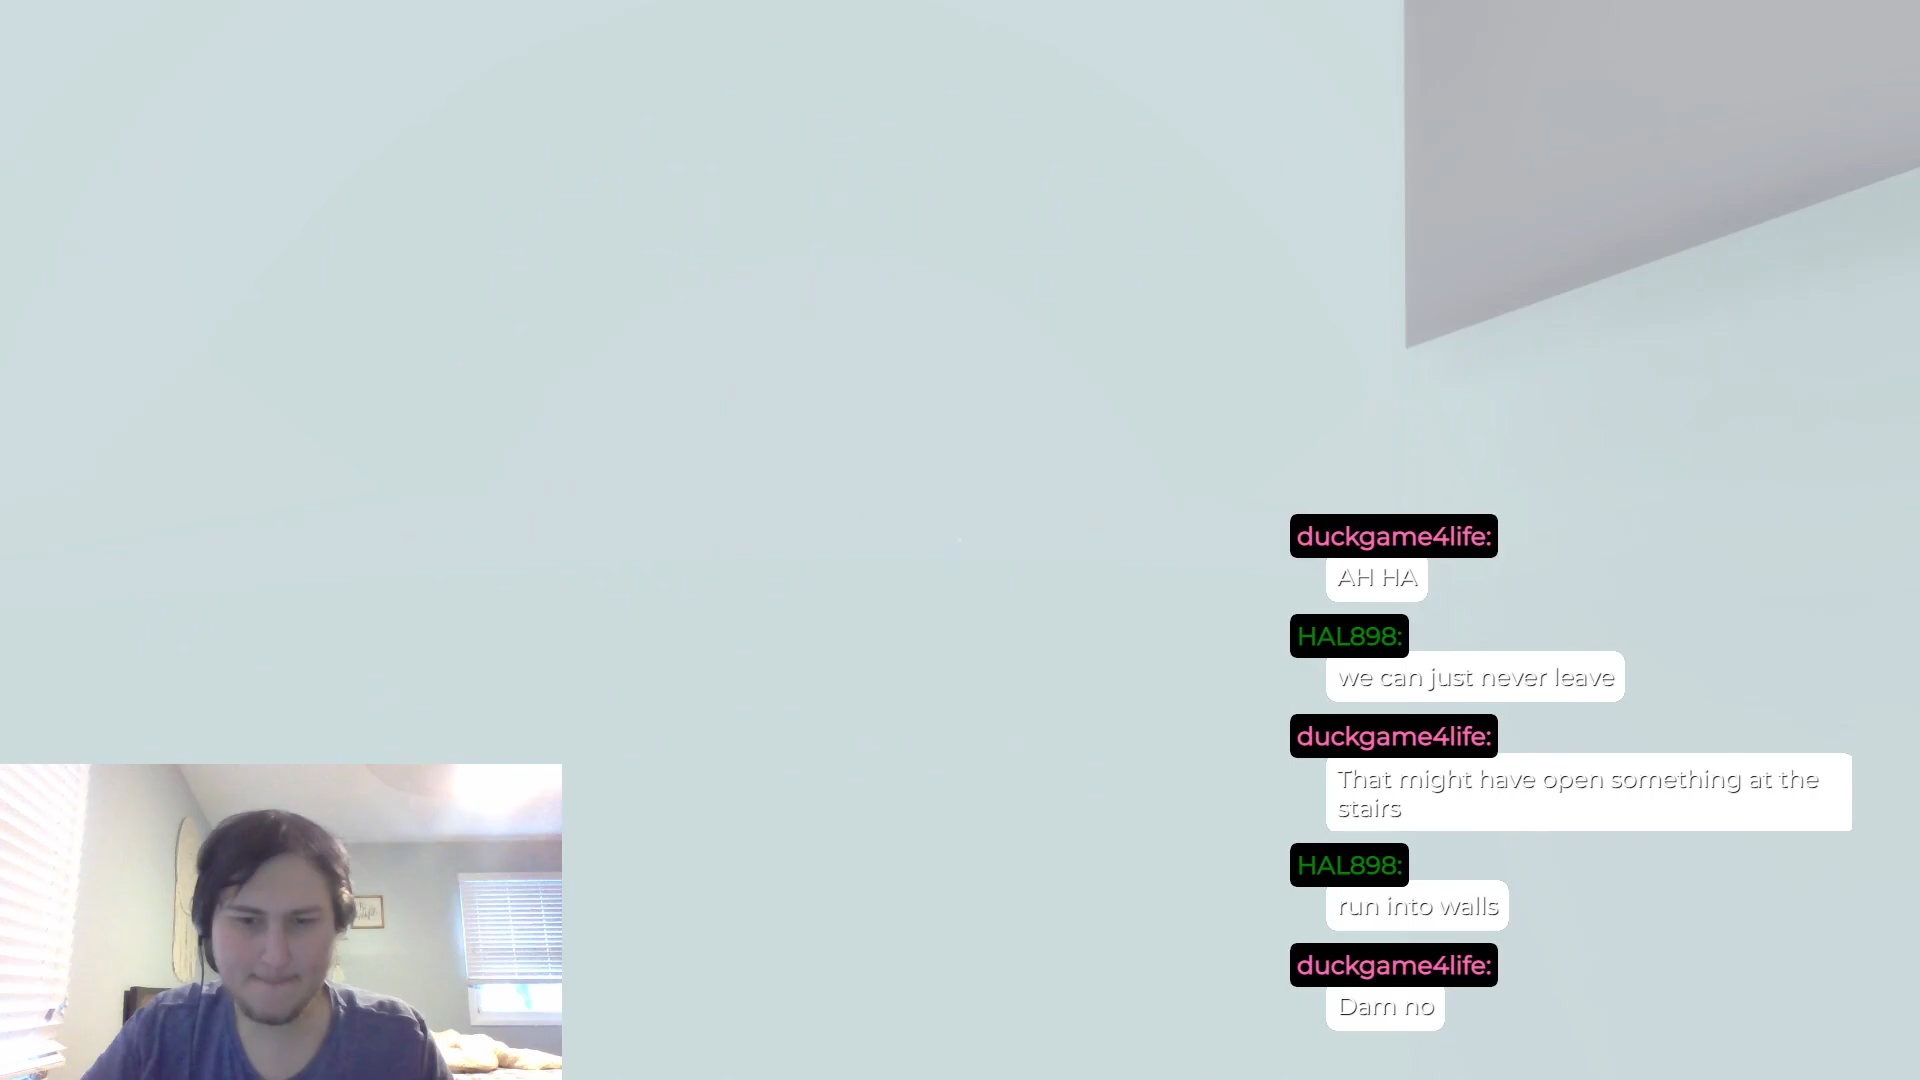 duckgame4life:
AH HA
HAL898:
we can just never leave
duckgame4life:
That might have open something at the
stairs
HAL898:
run into walls
duckgame4life:
Dam no